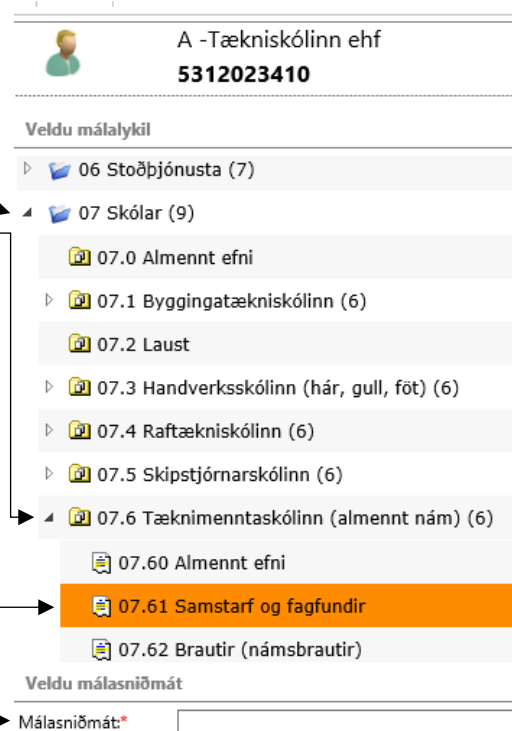 A -Tækniskólinn ehf
5312023410
Veldu málalykil
06 Stoðþjónusta (7)
07 Skólar (9)
07.0 Almennt efni
07.1 Byggingatækniskólinn (6)
07.2 Laust
07.3 Handverksskólinn (hár, gull, föt) (6)
07.4 Raftækniskólinn (6)
07.5 Skipstjórnarskólinn (6)
07.6 Tæknimenntaskólinn (almennt nám) (6)
07.60 Almennt efni
07.61 Samstarf og fagfundir
07.62 Brautir (námsbrautir)
Veldu málasniðmát
Málasniðmát:*